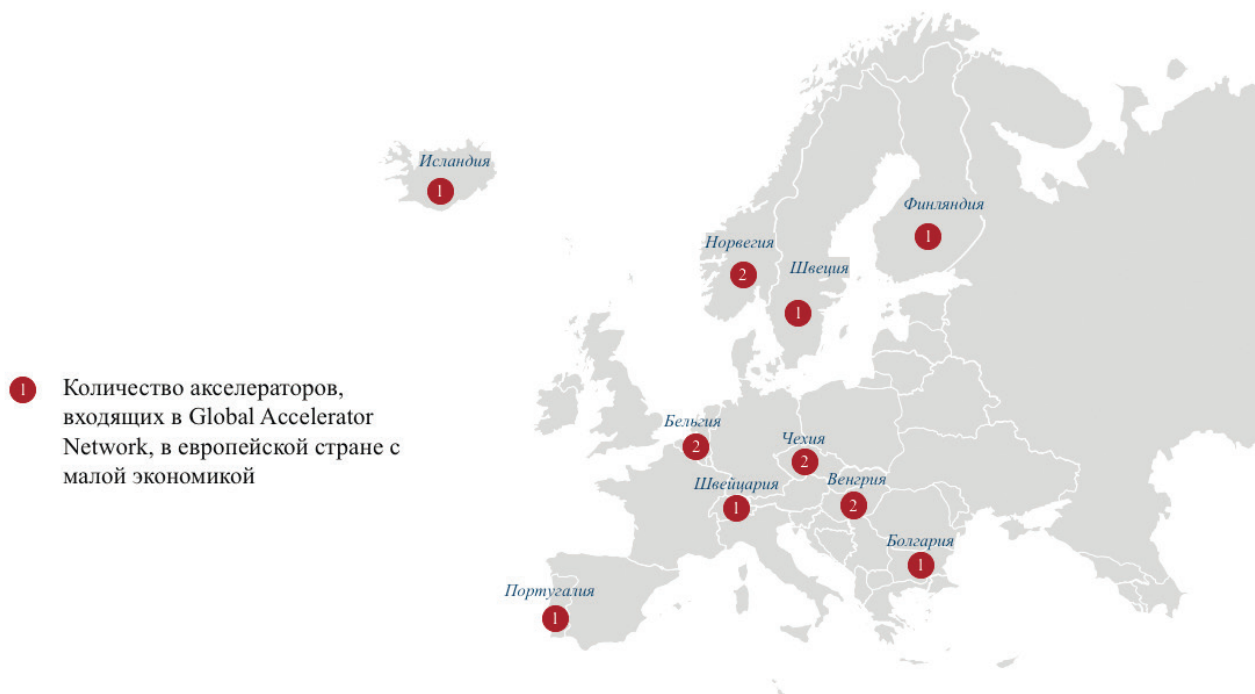 Исландия
1
Финляндия
1
Норвегия
2
Швеция
1
1
Количество акселераторов,
входящих в Global Accelerator
Network, в европейской стране с
малой экономикой
Бельгия
2
Чехия
2
Швейцария
1
Венгрия
2
Болгария
1
Португалия
1